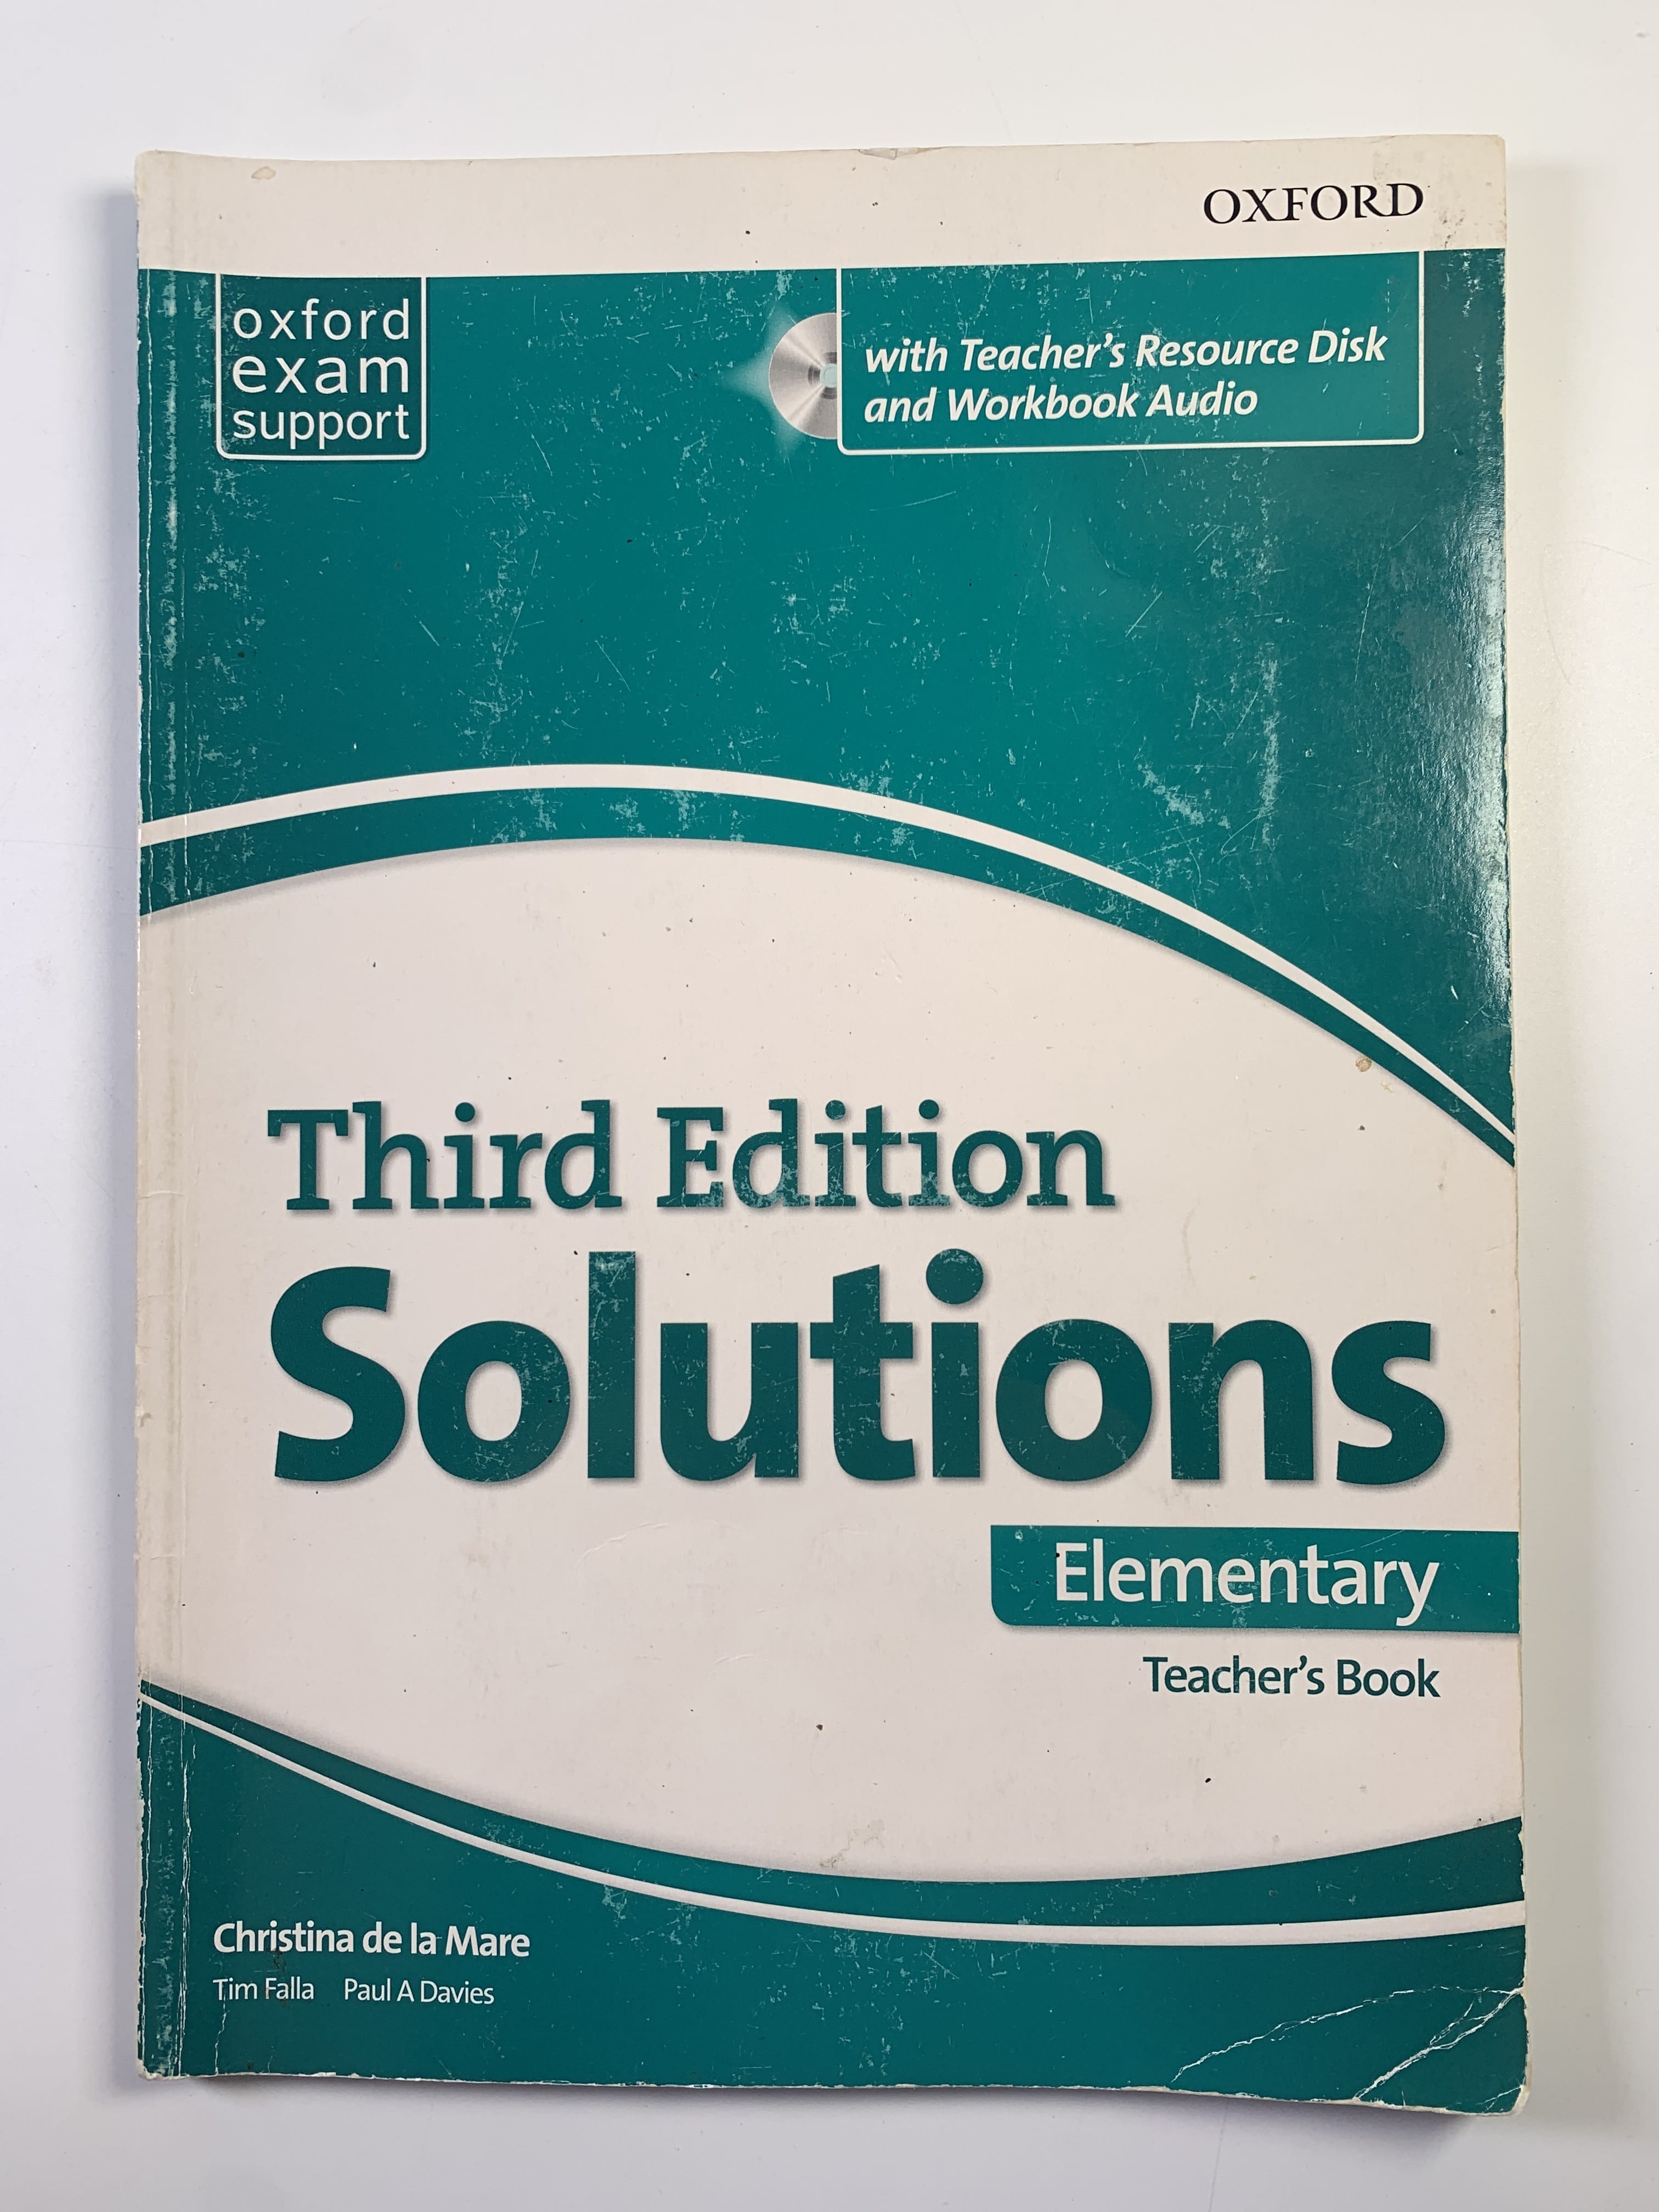 OXFORD
oxford
exam
support
with Teacher's Resource Disk
and Workbook Audio
Third Edition
Solutions
Elementary
Teacher's Book
Christina de la Mare
Tim Falla Paul A Davies